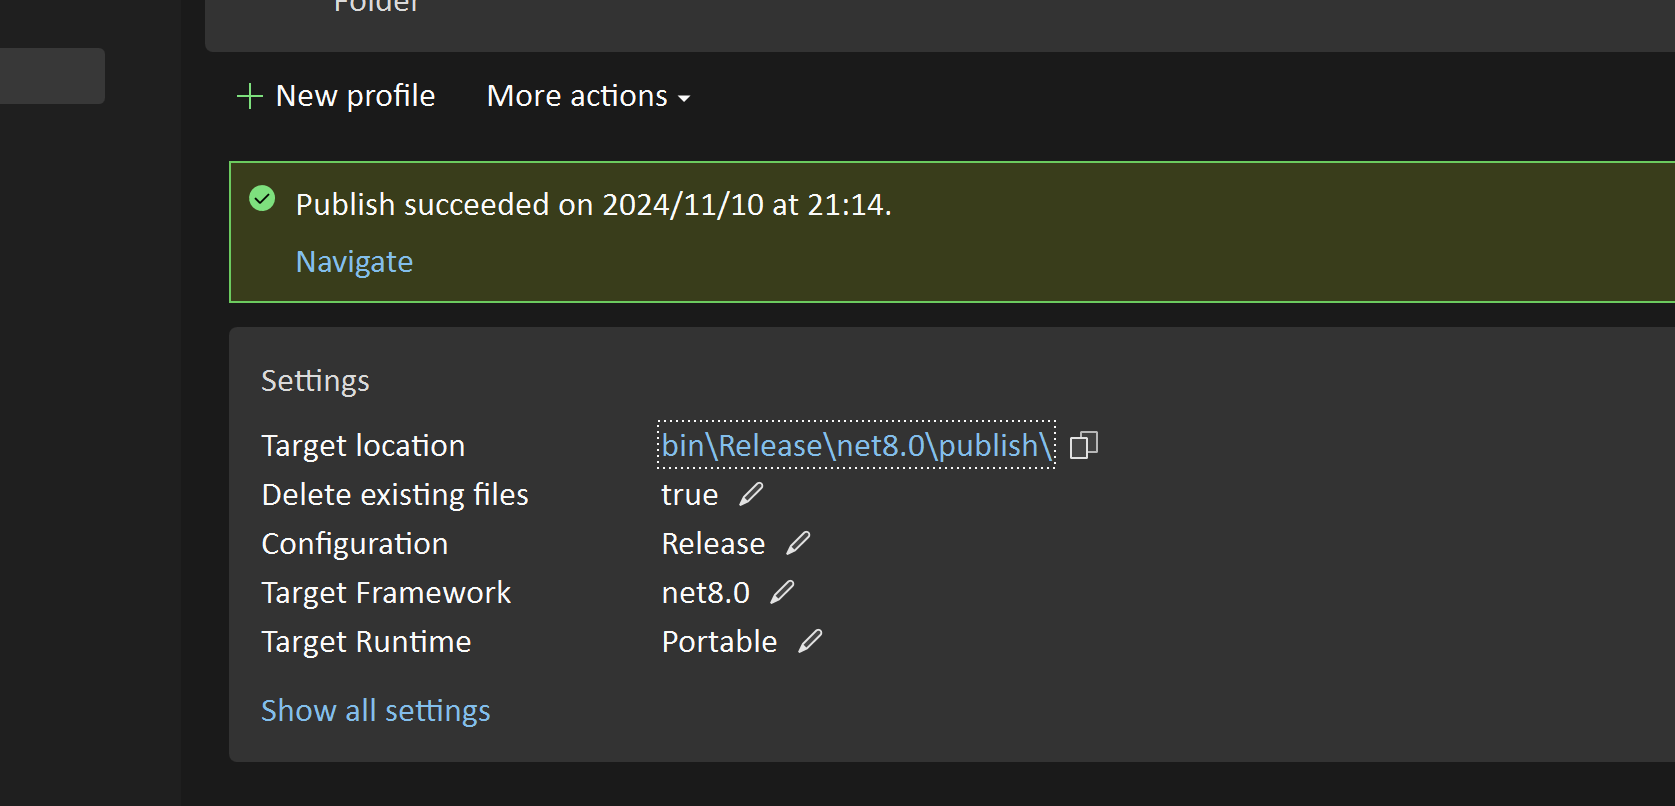 Folder
New profile More actions
Publish succeeded on 2024/11/10 at 21:14.
Navigate
Settings
Target location bin\Release\net8.0\publish\
Delete existing files true
Configuration Release
Target Framework net8.0
Target Runtime Portable
Show all settings